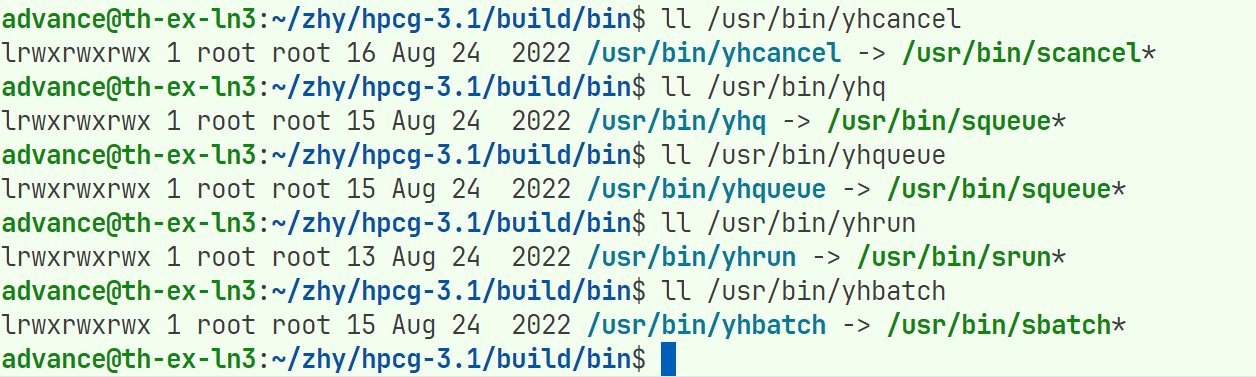 advance@th-ex-ln3:~/zhy/hpcg-3.1/build/bin$ ll /usr/bin/yhcancel
lrwxrwxrwx 1 root root 16 Aug 24  2022 /usr/bin/yhcancel -> /usr/bin/scancel*
advance@th-ex-ln3:~/zhy/hpcg-3.1/build/bin$ ll /usr/bin/yhq
lrwxrwxrwx 1 root root 15 Aug 24  2022 /usr/bin/yhq -> /usr/bin/squeue*
advance@th-ex-ln3:~/zhy/hpcg-3.1/build/bin$ ll /usr/bin/yhqueue
lrwxrwxrwx 1 root root 15 Aug 24  2022 /usr/bin/yhqueue -> /usr/bin/squeue*
advance@th-ex-ln3:~/zhy/hpcg-3.1/build/bin$ ll /usr/bin/yhrun
lrwxrwxrwx 1 root root 13 Aug 24  2022 /usr/bin/yhrun -> /usr/bin/srun*
advance@th-ex-ln3:~/zhy/hpcg-3.1/build/bin$ ll /usr/bin/yhbatch
lrwxrwxrwx 1 root root 15 Aug 24  2022 /usr/bin/yhbatch -> /usr/bin/sbatch*
advance@th-ex-ln3:~/zhy/hpcg-3.1/build/bin$